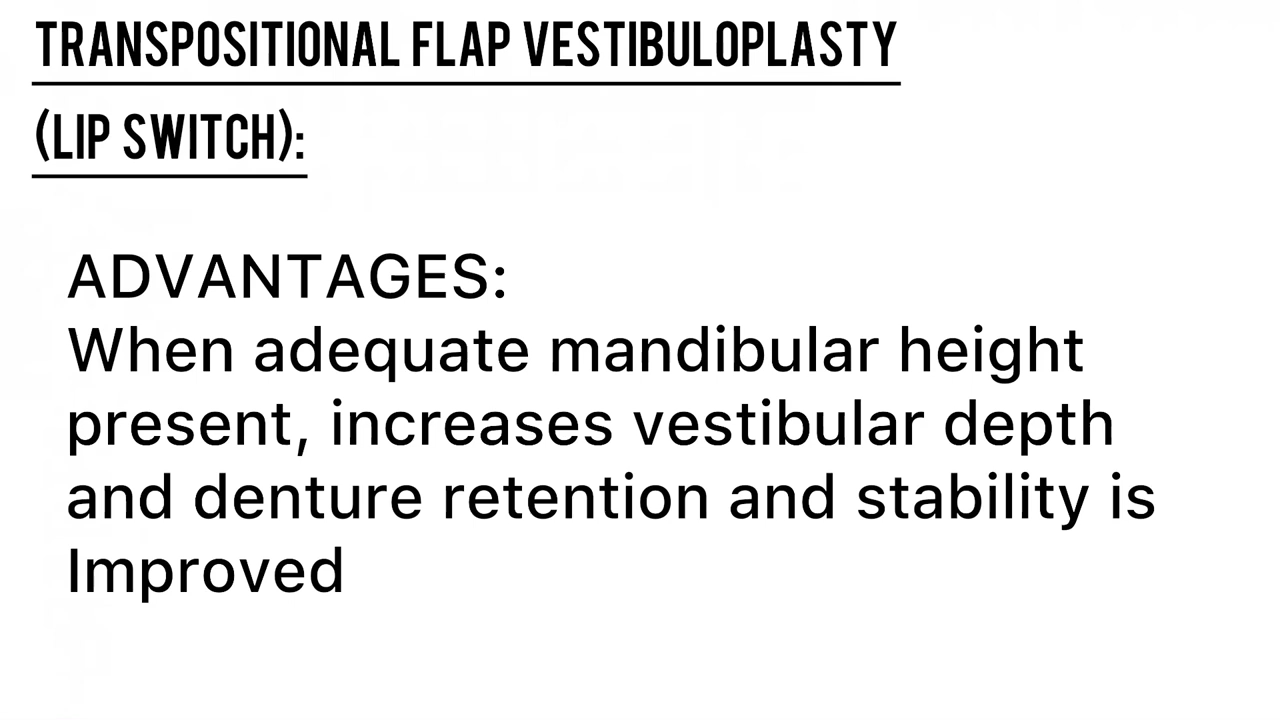 TRANSPOSITIONAL FLAP VESTIBULOPLASTY
(LIP SWITCH):
ADVANTAGES:
When adequate mandibular height
present, increases vestibular depth
and denture retention and stability is
Improved